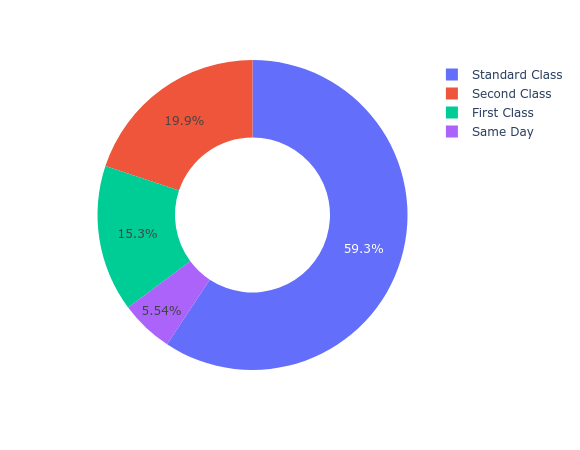 Standard Class
Second Class
First Class
Same Day
19.9%
15.3%
59.3%
5.54%